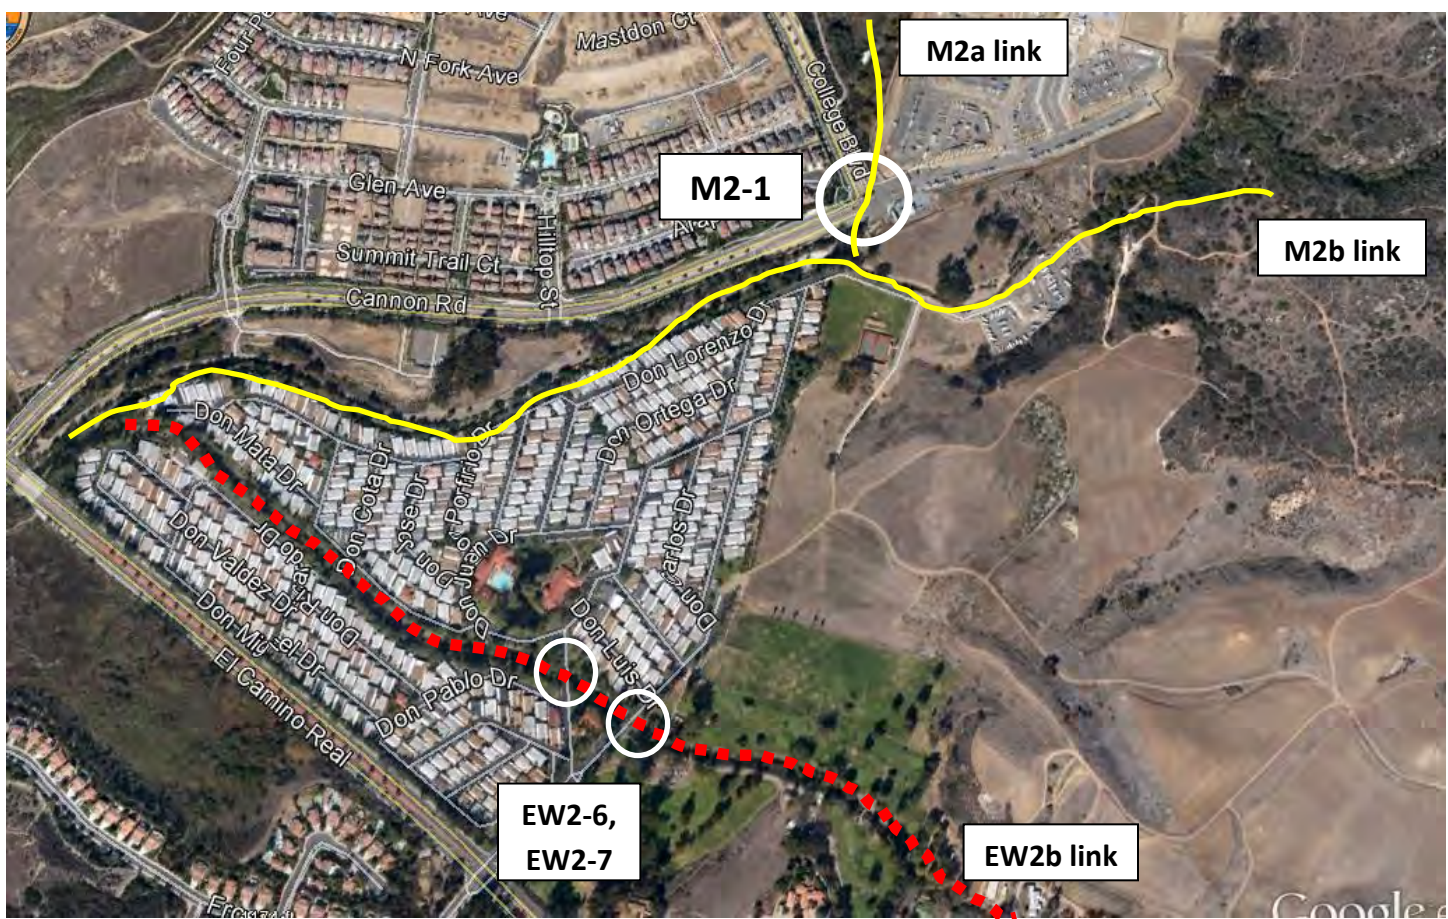 Mastdon Ct
N Fork Ave
College Blvd
M2a link
M2-1
Glen Ave
Hilltop St
Summit Trail Ct
Cannon Rd
M2b link
Don Lorenzo Dr
Don Ortega Dr
Don Mata Dr
Don Cota Dr
Don Jose Dr
Don Porfirio Dr
Don Juan Dr
Don Carlos Dr
Don Valdez Dr
Don Miguel Dr
Don Luis Dr
Don Pablo Dr
El Camino Real
EW2-6,
EW2-7
EW2b link
Google